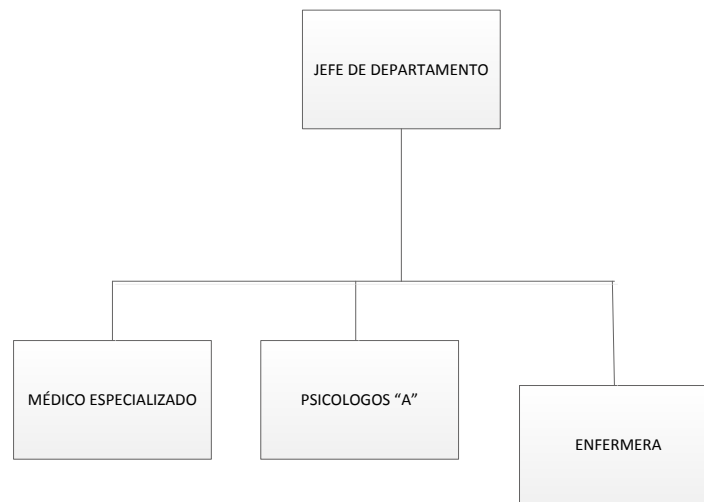 JEFE DE DEPARTAMENTO
MÉDICO ESPECIALIZADO
PSICOLOGOS “A”
ENFERMERA